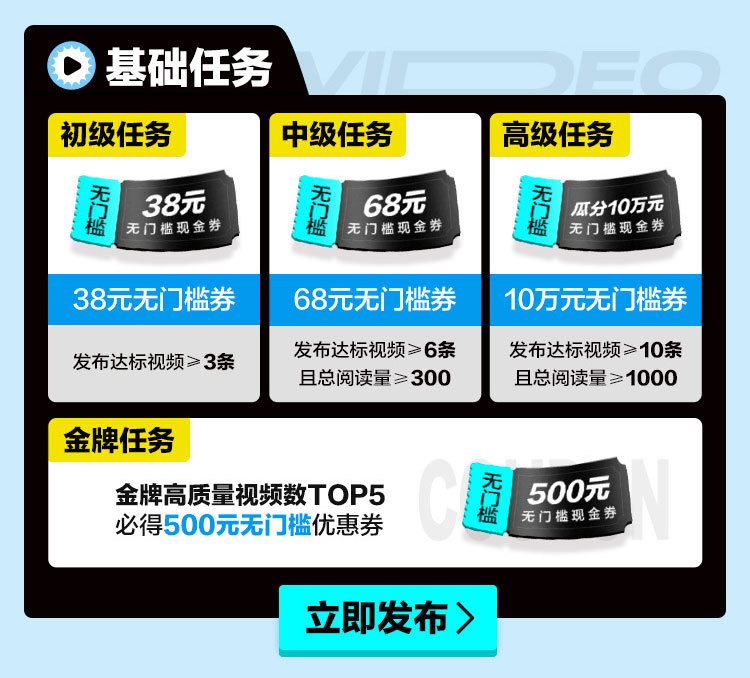 VIDEO
基础任务
初级任务
无门槛
38元
无门槛现金券
38元无门槛券
发布达标视频≥3条
中级任务
无门槛
68元
无门槛现金券
68元无门槛券
发布达标视频≥6条
且总阅读量≥300
高级任务
无门槛
瓜分10万元
无门槛现金券
10万元无门槛券
发布达标视频≥10条
且总阅读量≥1000
金牌任务
金牌高质量视频数TOP5
必得500元无门槛优惠券
COUPON
无门槛
500元
无门槛现金券
立即发布